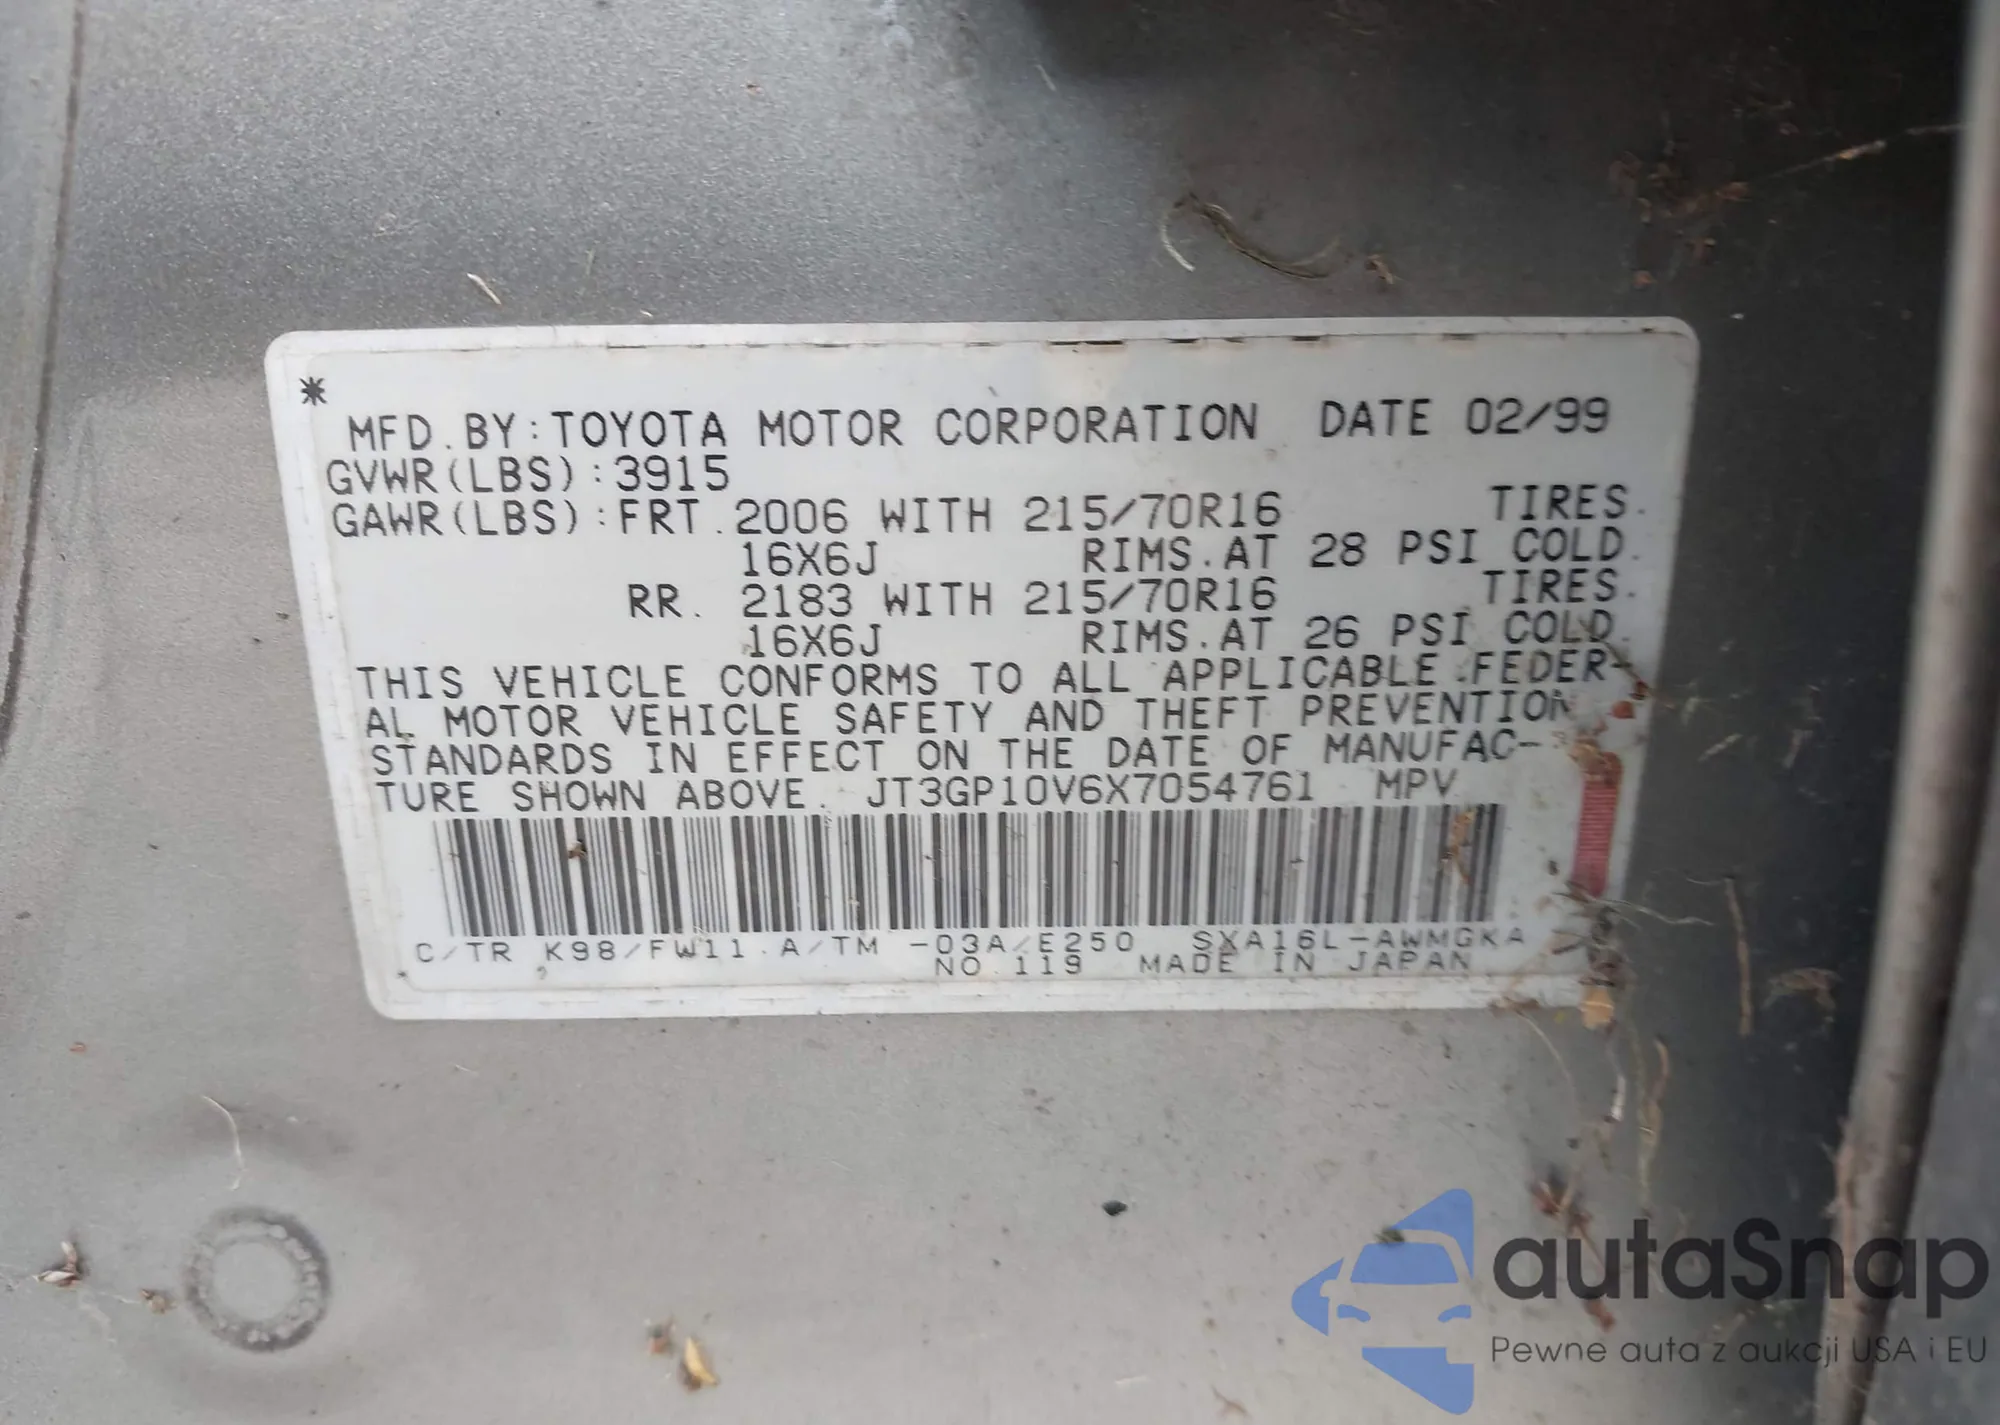 *
MFD.BY:TOYOTA MOTOR CORPORATION DATE 02/99
GVWR(LBS):3915
GAWR(LBS):FRT.2006 WITH 215/70R16 TIRES.
16X6J RIMS.AT 28 PSI COLD.
RR. 2183 WITH 215/70R16 TIRES.
16X6J RIMS.AT 26 PSI COLD.
THIS VEHICLE CONFORMS TO ALL APPLICABLE FEDER-
AL MOTOR VEHICLE SAFETY AND THEFT PREVENTION
STANDARDS IN EFFECT ON THE DATE OF MANUFAC-
TURE SHOWN ABOVE. JT3GP10V6X7054761 MPV
C/TR K98/FW11.A/TM -03A/E250 SXA16L-AWMGKA
NO.119 MADE IN JAPAN
autaSnap
Pewne auta z aukcji USA i EU